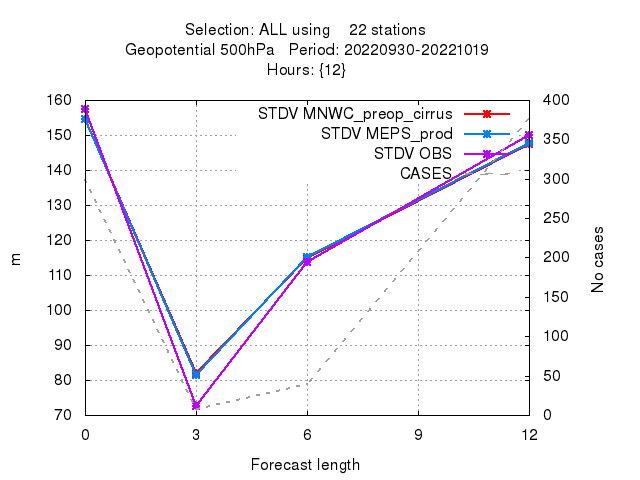 Selection: ALL using 22 stations
Geopotential 500hPa Period: 20220930-20221019
Hours: {12}
STDV MNWC_preop_cirrus
STDV MEPS_prod
STDV OBS
CASES
160
150
140
130
120
110
100
90
80
70
m
400
350
300
250
200
150
100
50
0
No cases
0 3 6 9 12
Forecast length